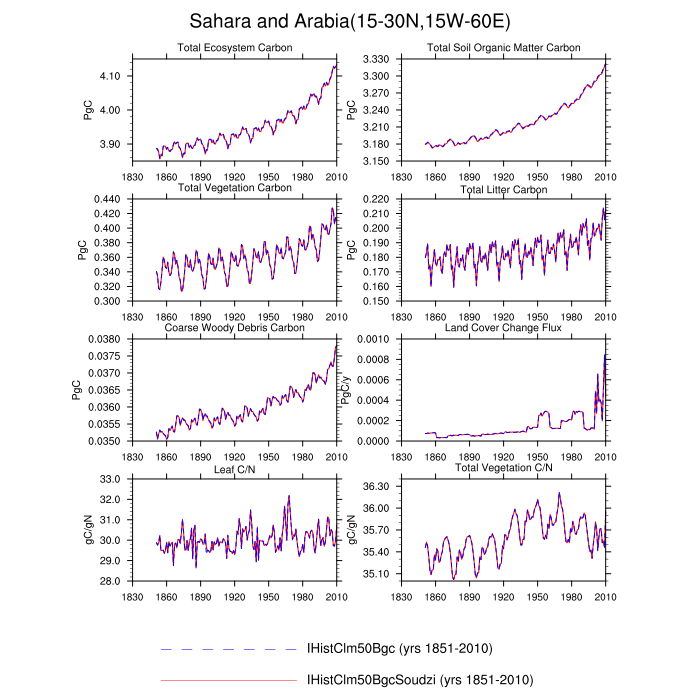 Sahara and Arabia(15-30N,15W-60E)
Total Ecosystem Carbon
PgC
4.10
4.00
3.90
1830 1860 1890 1920 1950 1980 2010
Total Soil Organic Matter Carbon
PgC
3.330
3.300
3.270
3.240
3.210
3.180
3.150
1830 1860 1890 1920 1950 1980 2010
Total Vegetation Carbon
PgC
0.440
0.420
0.400
0.380
0.360
0.340
0.320
0.300
1830 1860 1890 1920 1950 1980 2010
Total Litter Carbon
PgC
0.220
0.210
0.200
0.190
0.180
0.170
0.160
0.150
1830 1860 1890 1920 1950 1980 2010
Coarse Woody Debris Carbon
PgC
0.0380
0.0375
0.0370
0.0365
0.0360
0.0355
0.0350
1830 1860 1890 1920 1950 1980 2010
Land Cover Change Flux
PgC/y
0.0010
0.0008
0.0006
0.0004
0.0002
0.0000
1830 1860 1890 1920 1950 1980 2010
Leaf C/N
gC/gN
33.0
32.0
31.0
30.0
29.0
28.0
1830 1860 1890 1920 1950 1980 2010
Total Vegetation C/N
gC/gN
36.30
36.00
35.70
35.40
35.10
1830 1860 1890 1920 1950 1980 2010
IHistClm50Bgc (yrs 1851-2010)
IHistClm50BgcSoudzi (yrs 1851-2010)